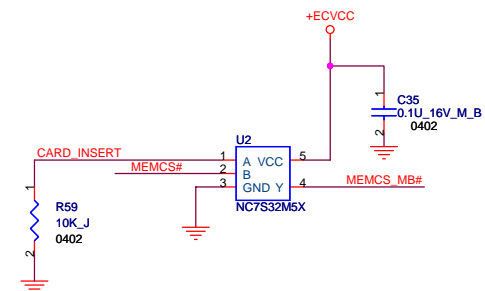 +ECVCC
1
C35
0.1U_16V_M_B
2
0402
U2
CARD_INSERT
1
A VCC
5
MEMCS#
2
B
3
GND Y
4
MEMCS_MB#
NC7S32M5X
1
R59
10K_J
0402
2